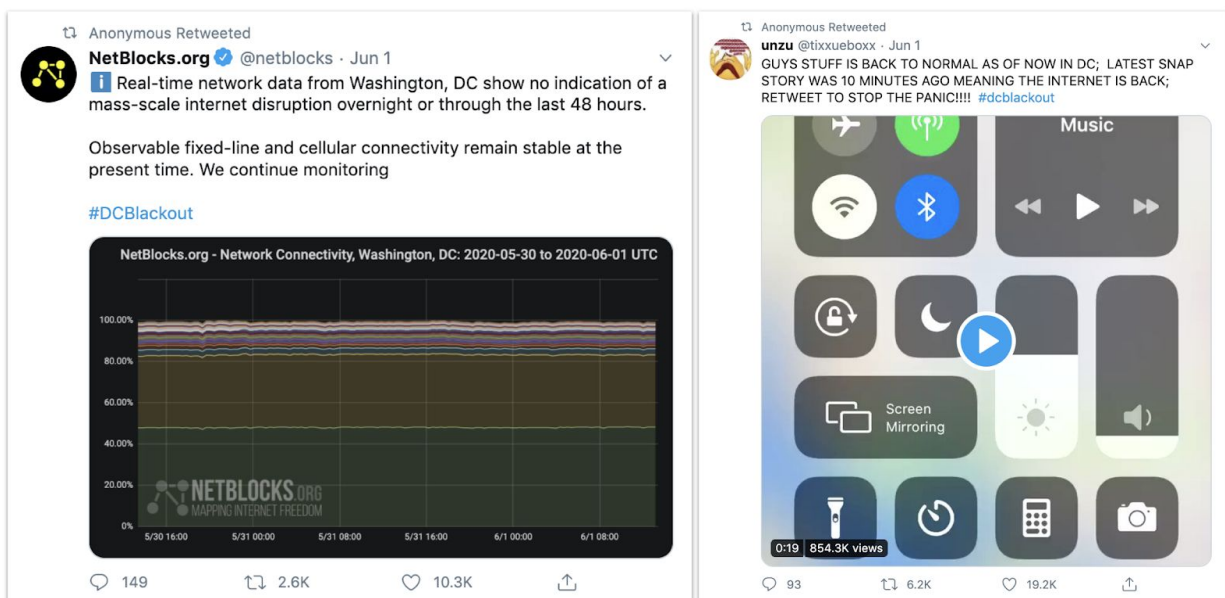 Anonymous Retweeted
NetBlocks.org @netblocks · Jun 1
Real-time network data from Washington, DC show no indication of a
mass-scale internet disruption overnight or through the last 48 hours.
Observable fixed-line and cellular connectivity remain stable at the
present time. We continue monitoring
#DCBlackout
NetBlocks.org - Network Connectivity, Washington, DC: 2020-05-30 to 2020-06-01 UTC
100.00%
80.00%
60.00%
40.00%
20.00%
0%
NETBLOCKS.ORG
MAPPING INTERNET FREEDOM
5/30 16:00 5/31 00:00 5/31 08:00 5/31 16:00 6/1 00:00 6/1 08:00
149 2.6K 10.3K
Anonymous Retweeted
unzu @tixxueboxx · Jun 1
GUYS STUFF IS BACK TO NORMAL AS OF NOW IN DC; LATEST SNAP
STORY WAS 10 MINUTES AGO MEANING THE INTERNET IS BACK;
RETWEET TO STOP THE PANIC!!!! #dcblackout
Music
Screen
Mirroring
0:19 854.3K views
93 6.2K 19.2K